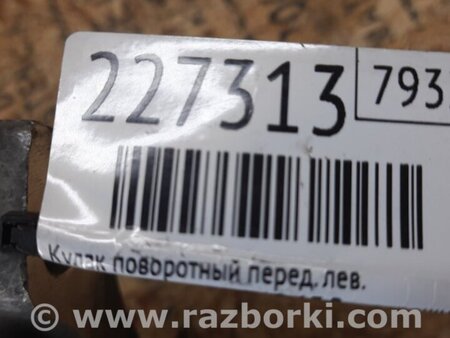 227313
793
Кулак поворотный перед. лев.
www.razborki.com